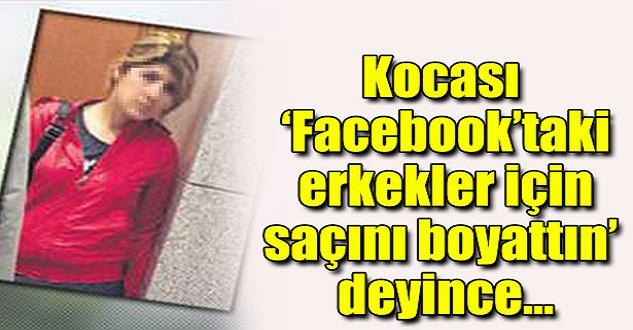 Kocası
‘Facebook’taki
erkekler için
saçını boyattın’
deyince...